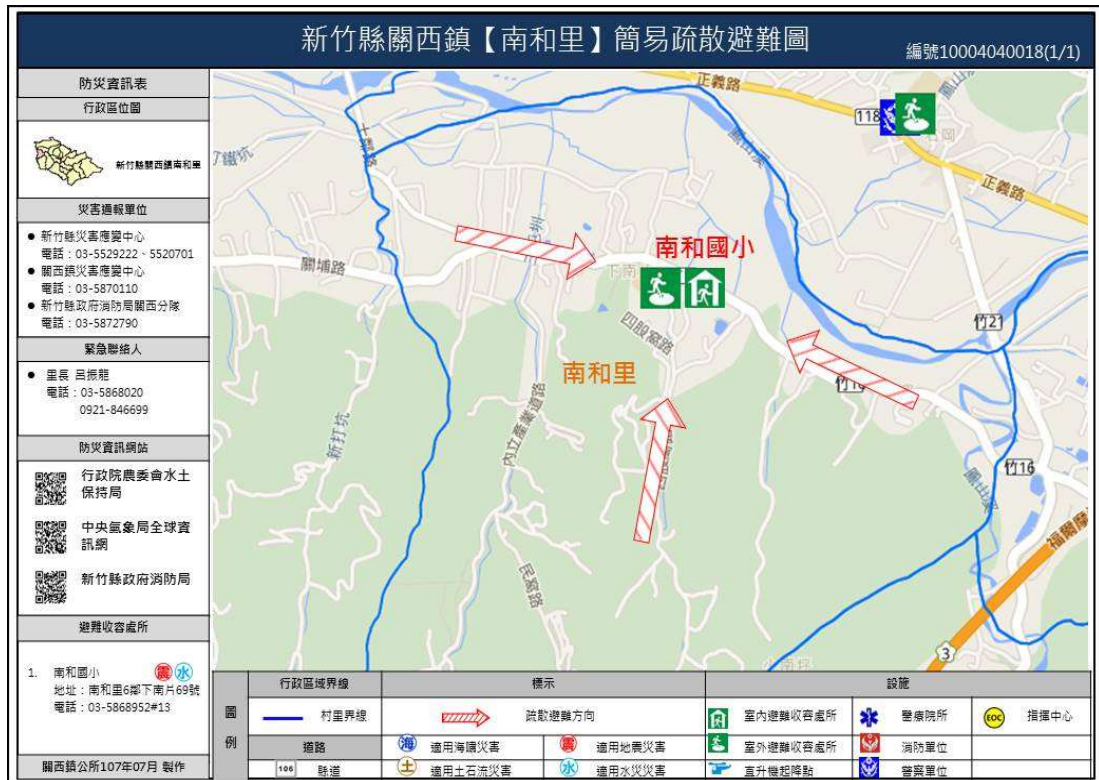 新竹縣關西鎮【南和里】簡易疏散避難圖
編號10004040018(1/1)
防災資訊表
行政區位圖
新竹縣關西鎮南和里
災害通報單位
● 新竹縣災害應變中心
電話：03-5529222、5520701
● 關西鎮災害應變中心
電話：03-5870110
● 新竹縣政府消防局關西分隊
電話：03-5872790
緊急聯絡人
● 里長 呂振龍
電話：03-5868020
0921-846699
防災資訊網站
行政院農委會水土
保持局
中央氣象局全球資
訊網
新竹縣政府消防局
避難收容處所
1. 南和國小 震 水
地址：南和里6鄰下南片69號
電話：03-5868952#13
關西鎮公所107年07月 製作
正義路
118
鳳山溪
正義路
關埔路
南和國小
四股窩路
南和里
竹21
竹16
竹16
新打坑
內立產業道路
民窩路
鳳山溪
3
圖例
行政區域界線
村里界線
道路
106 縣道
標示
疏散避難方向
海 適用海嘯災害
震 適用地震災害
土 適用土石流災害
水 適用水災災害
設施
室內避難收容處所
醫療院所
EOC 指揮中心
室外避難收容處所
消防單位
直升機起降點
警察單位